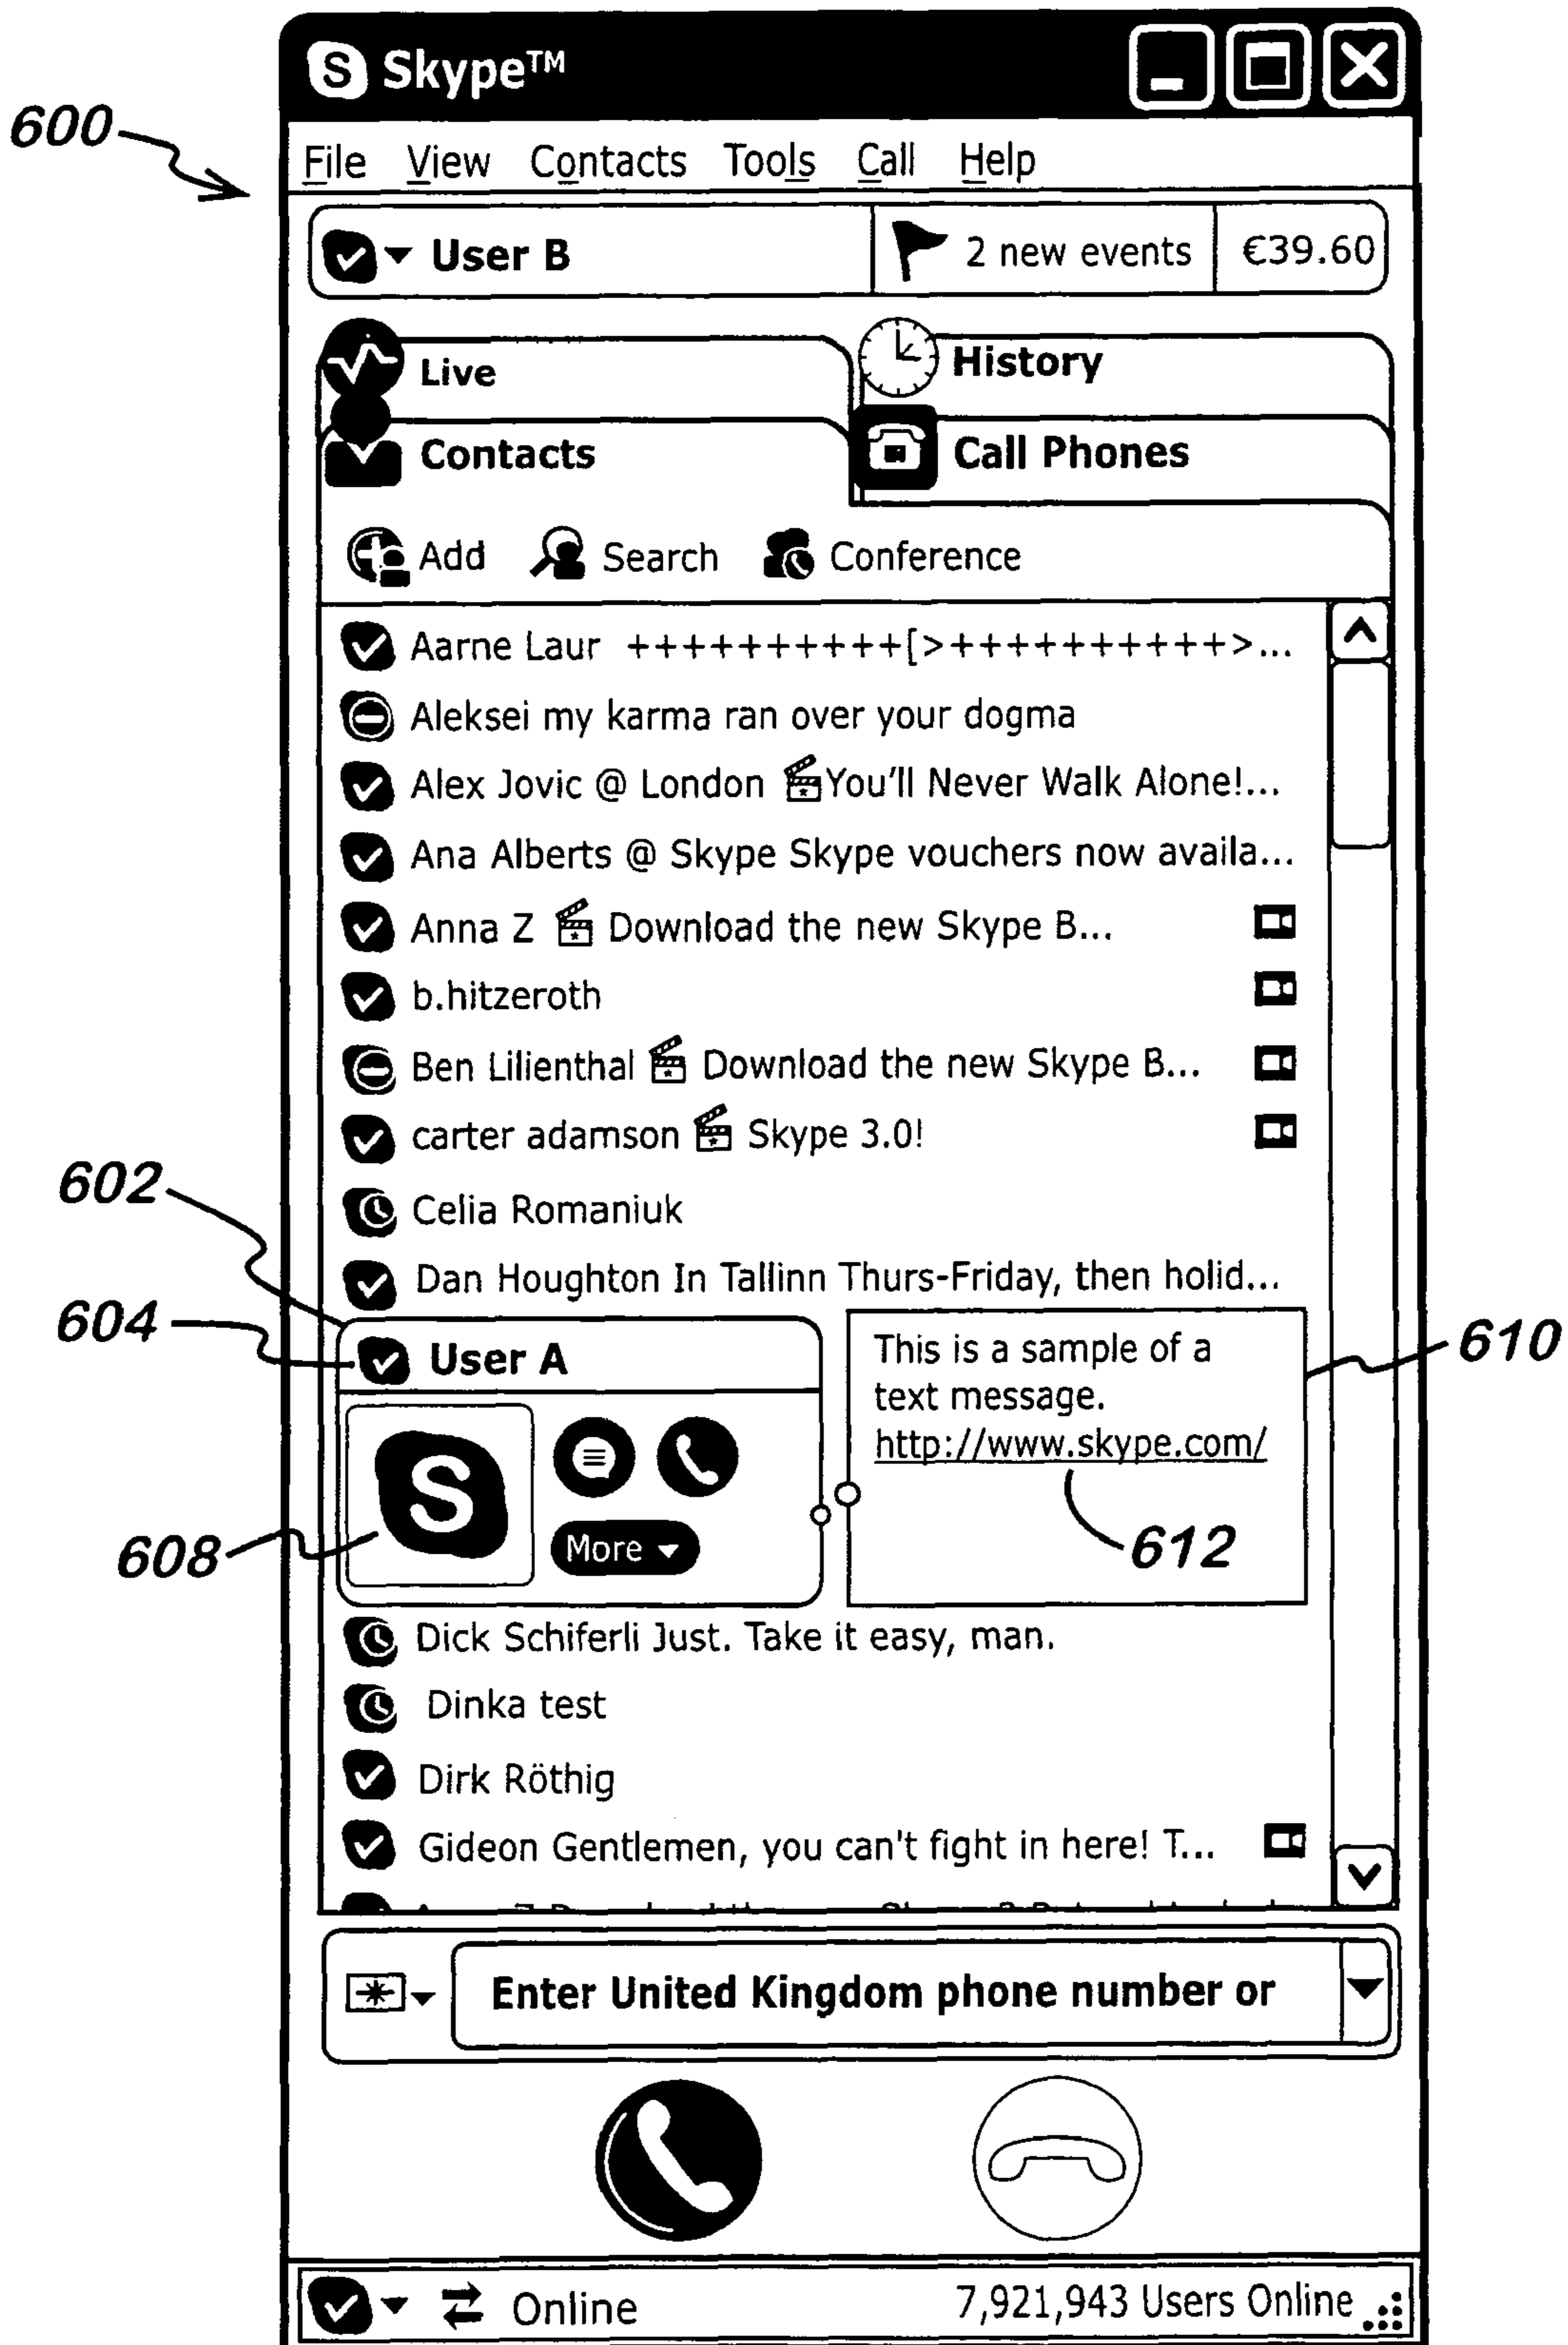 Skype™
600
File View Contacts Tools Call Help
User B 2 new events €39.60
Live History
Contacts Call Phones
Add Search Conference
Aarne Laur ++++++++++[>++++++++++>...
Aleksei my karma ran over your dogma
Alex Jovic @ London You'll Never Walk Alone!...
Ana Alberts @ Skype Skype vouchers now availa...
Anna Z Download the new Skype B...
b.hitzeroth
Ben Lilienthal Download the new Skype B...
carter adamson Skype 3.0!
602
Celia Romaniuk
Dan Houghton In Tallinn Thurs-Friday, then holid...
604
User A
This is a sample of a
text message.
http://www.skype.com/
610
S
More
608
612
Dick Schiferli Just. Take it easy, man.
Dinka test
Dirk Röthig
Gideon Gentlemen, you can't fight in here! T...
Enter United Kingdom phone number or
Online 7,921,943 Users Online